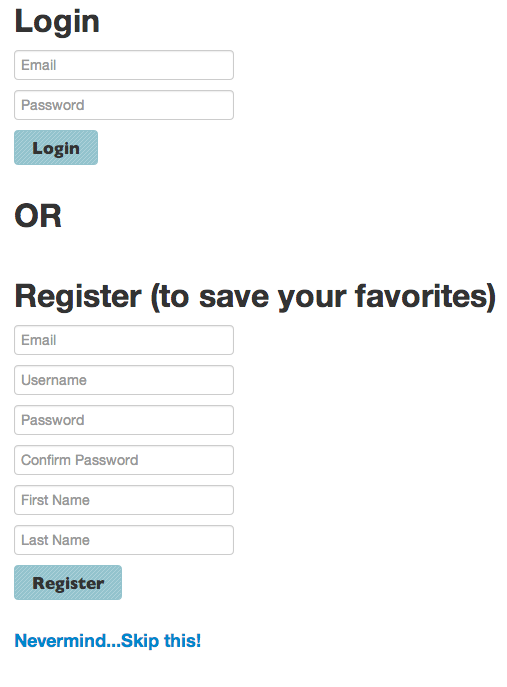 Login
Email
Password
Login
OR
Register (to save your favorites)
Email
Username
Password
Confirm Password
First Name
Last Name
Register
Nevermind...Skip this!